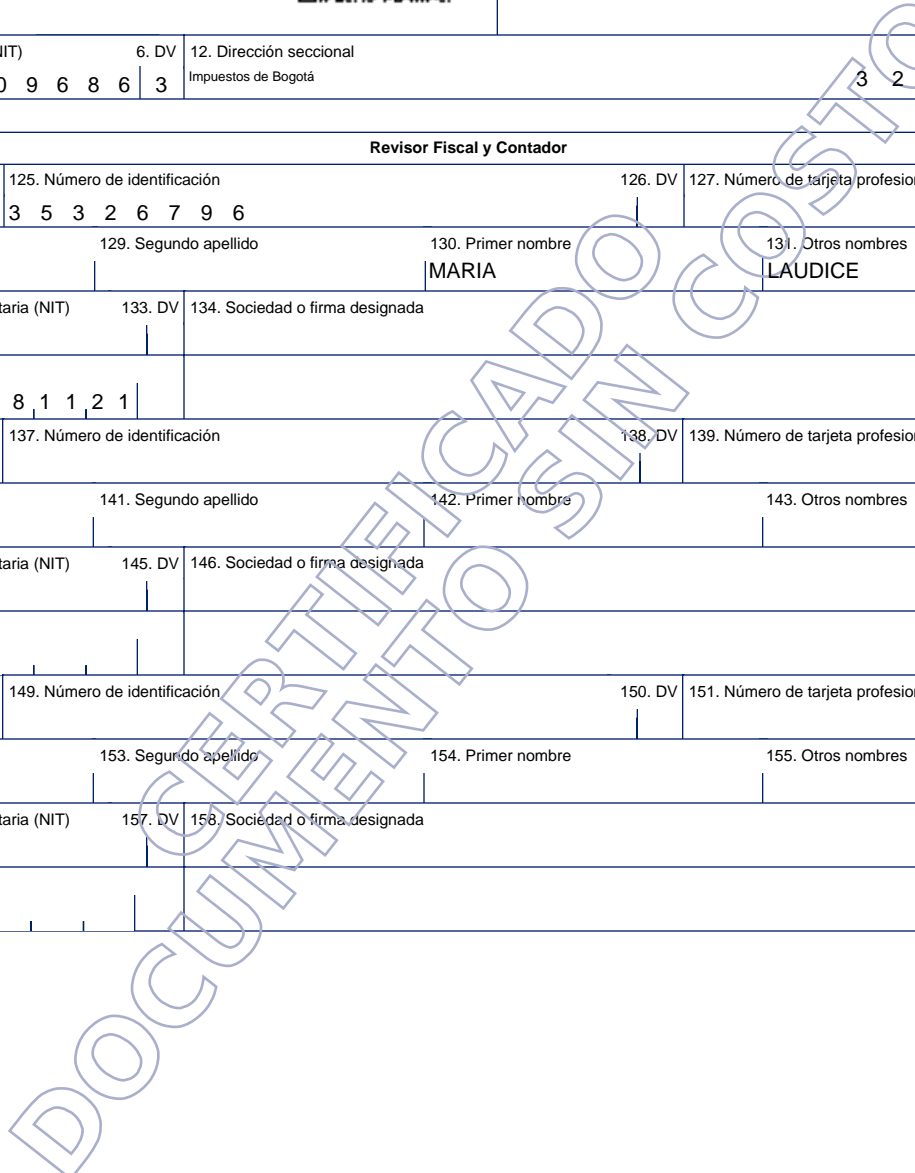 IIT) 6. DV 12. Dirección seccional
9 6 8 6 3 Impuestos de Bogotá 3 2
Revisor Fiscal y Contador
125. Número de identificación 126. DV 127. Número de tarjeta profesion
3 5 3 2 6 7 9 6
129. Segundo apellido 130. Primer nombre 131. Otros nombres
MARIA LAUDICE
taria (NIT) 133. DV 134. Sociedad o firma designada
8 1 1 2 1
137. Número de identificación 138. DV 139. Número de tarjeta profesion
141. Segundo apellido 142. Primer nombre 143. Otros nombres
taria (NIT) 145. DV 146. Sociedad o firma designada
149. Número de identificación 150. DV 151. Número de tarjeta profesion
153. Segundo apellido 154. Primer nombre 155. Otros nombres
taria (NIT) 157. DV 158. Sociedad o firma designada
CERTIFICADO
DOCUMENTO SIN COSTO